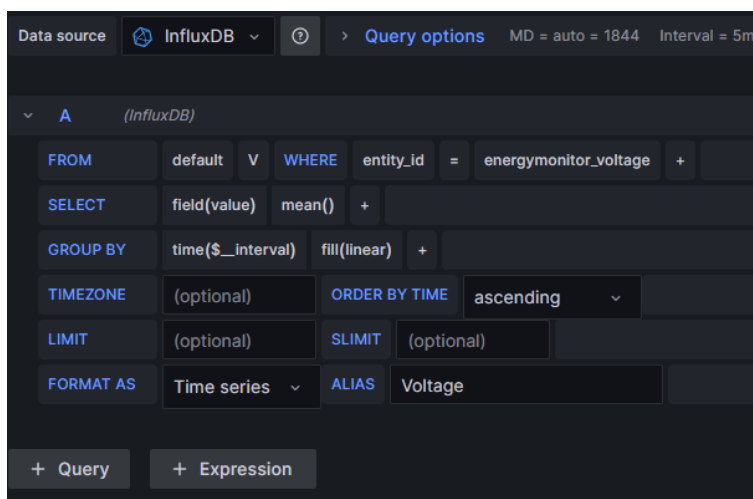 Data source InfluxDB Query options MD = auto = 1844 Interval = 5m
A (InfluxDB)
FROM default V WHERE entity_id = energymonitor_voltage +
SELECT field(value) mean() +
GROUP BY time($__interval) fill(linear) +
TIMEZONE (optional) ORDER BY TIME ascending
LIMIT (optional) SLIMIT (optional)
FORMAT AS Time series ALIAS Voltage
+ Query + Expression